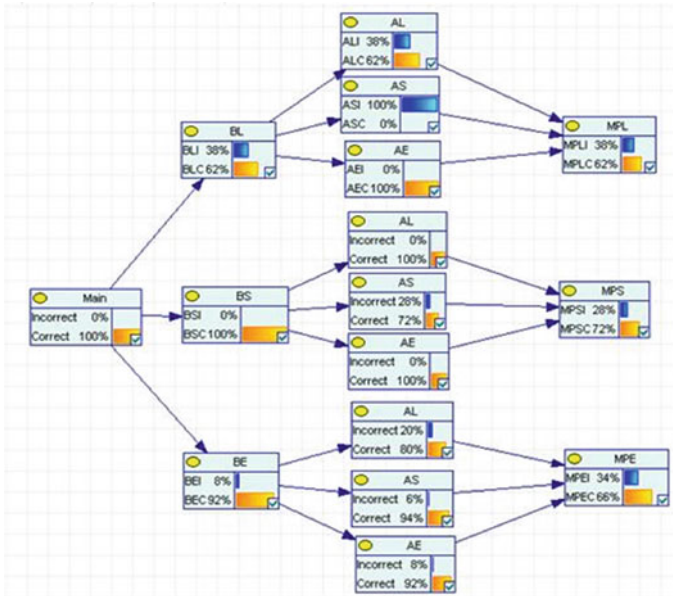 AL
ALI 38%
ALC 62%
AS
ASI 100%
ASC 0%
BL
BLI 38%
BLC 62%
MPL
MPLI 38%
MPLC 62%
AE
AEI 0%
AEC 100%
AL
Incorrect 0%
Correct 100%
Main
Incorrect 0%
Correct 100%
BS
BSI 0%
BSC 100%
AS
Incorrect 28%
Correct 72%
MPS
MPSI 28%
MPSC 72%
AE
Incorrect 0%
Correct 100%
AL
Incorrect 20%
Correct 80%
BE
BEI 8%
BEC 92%
AS
Incorrect 6%
Correct 94%
MPE
MPEI 34%
MPEC 66%
AE
Incorrect 8%
Correct 92%